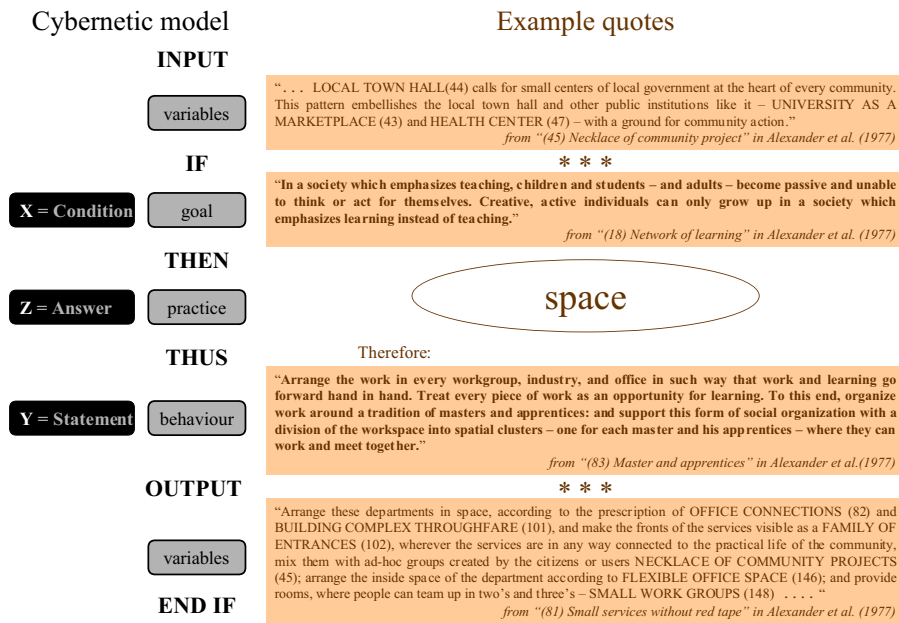 Cybernetic model
Example quotes
INPUT
variables
“. . . LOCAL TOWN HALL(44) calls for small centers of local government at the heart of every community.
This pattern embellishes the local town hall and other public institutions like it – UNIVERSITY AS A
MARKETPLACE (43) and HEALTH CENTER (47) – with a ground for community action.”
from “(45) Necklace of community project” in Alexander et al. (1977)
IF
* * *
X = Condition
goal
“In a society which emphasizes teaching, children and students – and adults – become passive and unable
to think or act for themselves. Creative, active individuals can only grow up in a society which
emphasizes learning instead of teaching.”
from “(18) Network of learning” in Alexander et al. (1977)
THEN
Z = Answer
practice
space
THUS
Therefore:
Y = Statement
behaviour
“Arrange the work in every workgroup, industry, and office in such way that work and learning go
forward hand in hand. Treat every piece of work as an opportunity for learning. To this end, organize
work around a tradition of masters and apprentices: and support this form of social organization with a
division of the workspace into spatial clusters – one for each master and his apprentices – where they can
work and meet together.”
from “(83) Master and apprentices” in Alexander et al.(1977)
OUTPUT
* * *
variables
“Arrange these departments in space, according to the prescription of OFFICE CONNECTIONS (82) and
BUILDING COMPLEX THROUGHFARE (101), and make the fronts of the services visible as a FAMILY OF
ENTRANCES (102), wherever the services are in any way connected to the practical life of the community,
mix them with ad-hoc groups created by the citizens or users NECKLACE OF COMMUNITY PROJECTS
(45); arrange the inside space of the department according to FLEXIBLE OFFICE SPACE (146); and provide
rooms, where people can team up in two’s and three’s – SMALL WORK GROUPS (148) . . . . “
from “(81) Small services without red tape” in Alexander et al. (1977)
END IF